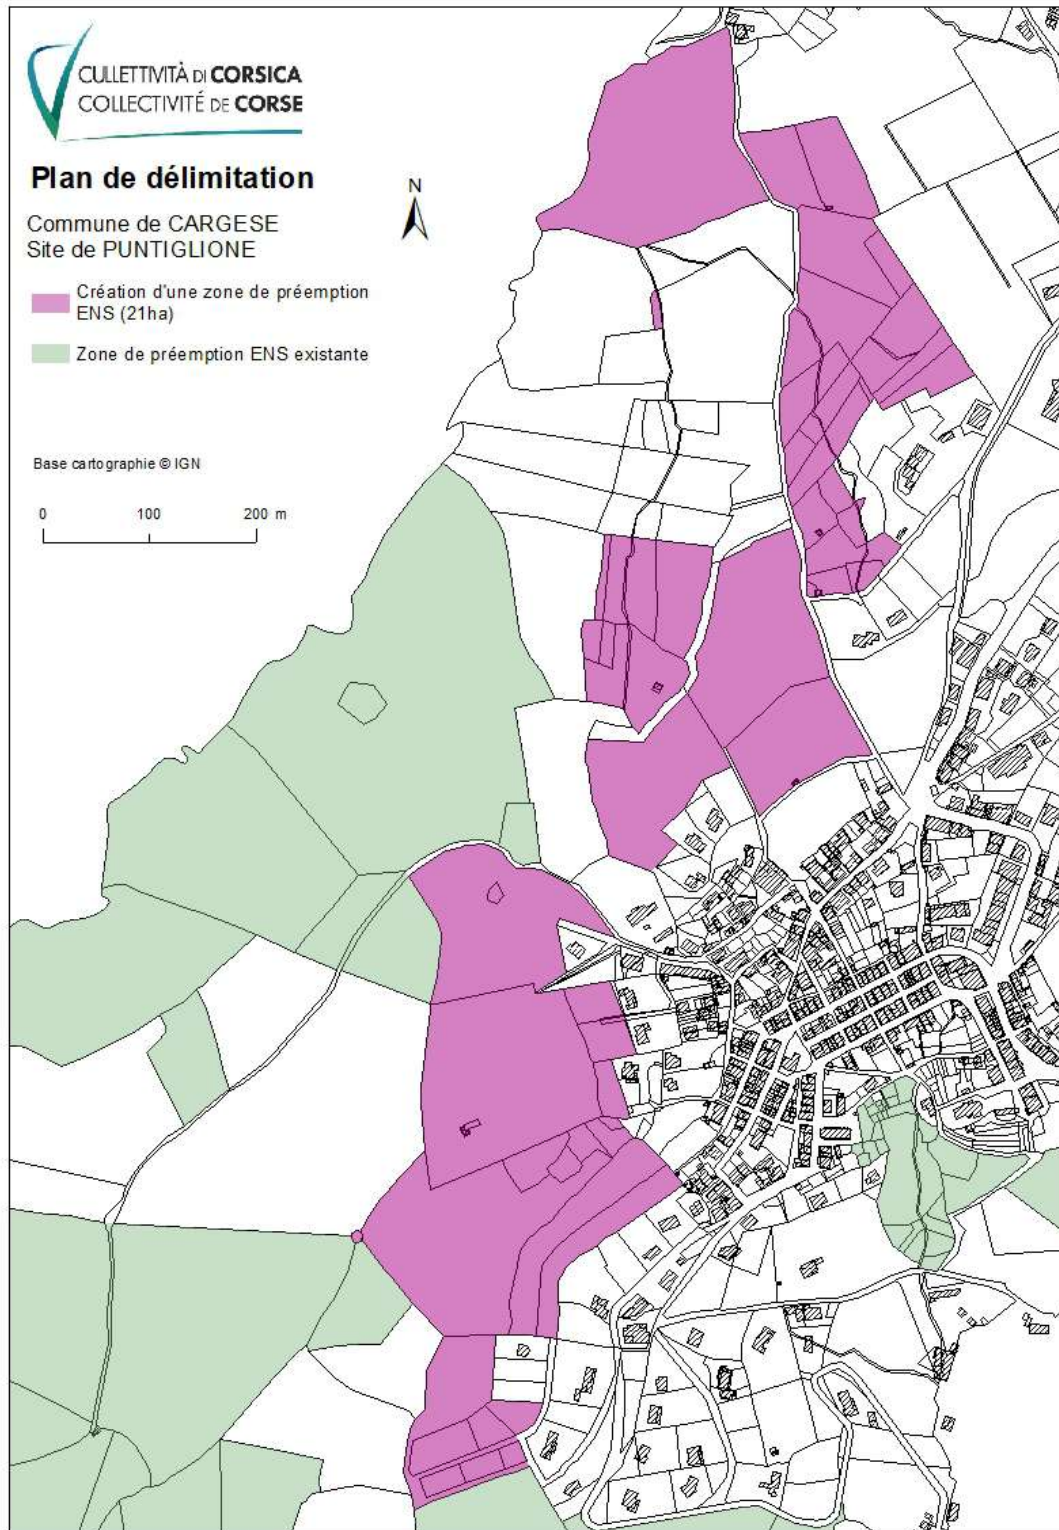 CULLETTIVITÀ DI CORSICA
COLLECTIVITÉ DE CORSE
Plan de délimitation
Commune de CARGESE
Site de PUNTIGLIONE
N
Création d'une zone de préemption
ENS (21ha)
Zone de préemption ENS existante
Base cartographie © IGN
0 100 200 m